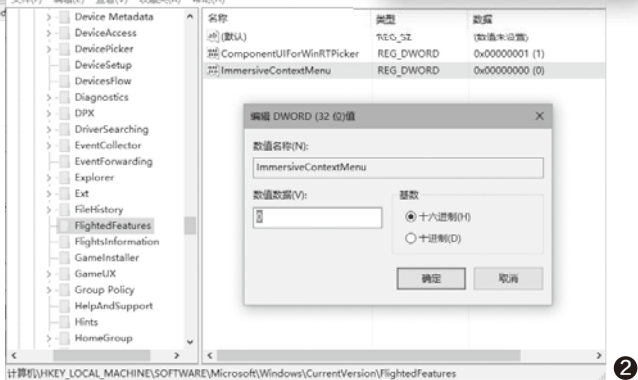 Device Metadata
DeviceAccess
DevicePicker
DeviceSetup
DevicesFlow
Diagnostics
DPX
DriverSearching
EventCollector
EventForwarding
Explorer
Ext
FileHistory
FlightedFeatures
FlightsInformation
GameInstaller
GameUX
Group Policy
HelpAndSupport
Hints
HomeGroup
名称 类型 数据
(默认) REG_SZ (数值未设置)
ComponentUIForWinRTPicker REG_DWORD 0x00000001 (1)
ImmersiveContextMenu REG_DWORD 0x00000000 (0)
编辑 DWORD (32 位)值
数值名称(N):
ImmersiveContextMenu
数值数据(V):
0
基数
十六进制(H)
十进制(D)
确定 取消
计算机\HKEY_LOCAL_MACHINE\SOFTWARE\Microsoft\Windows\CurrentVersion\FlightedFeatures
❷